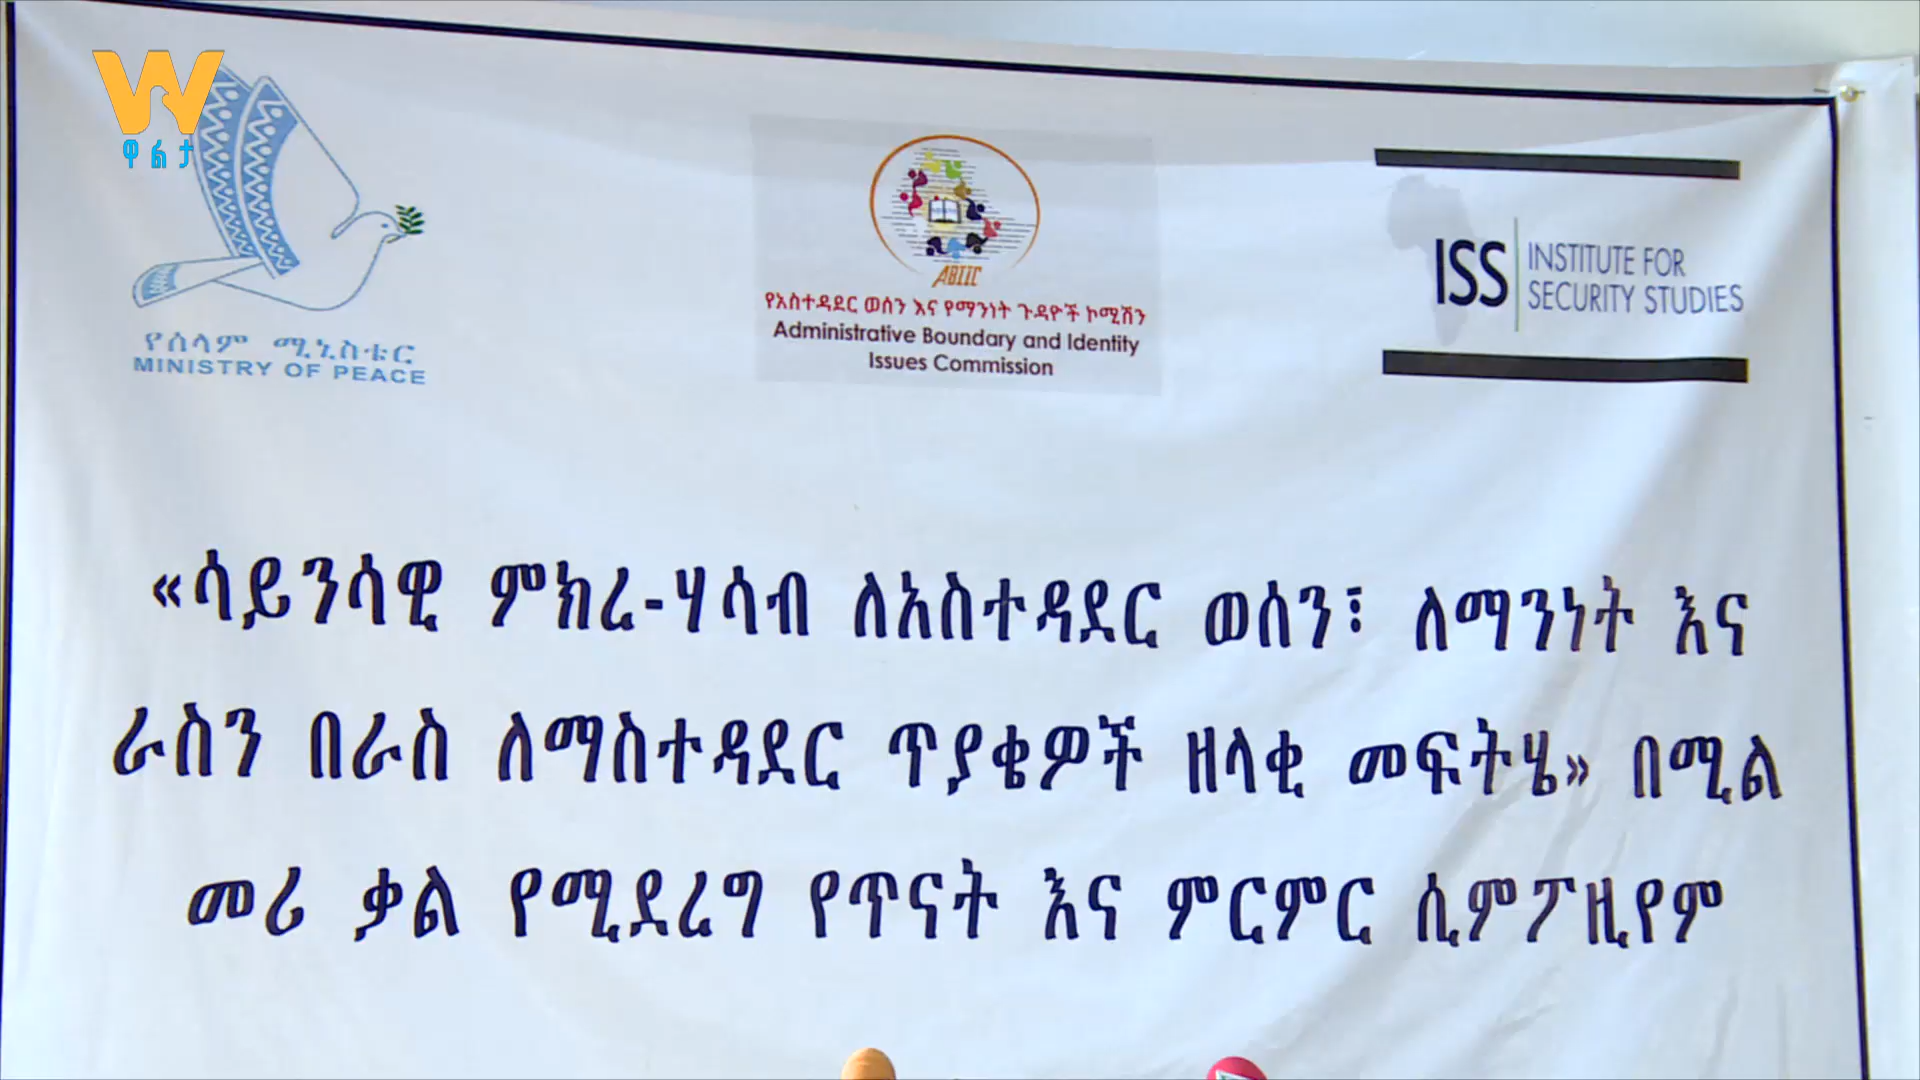 W
ዋልታ
የሰላም ሚኒስቴር
MINISTRY OF PEACE
ABIIC
የአስተዳደር ወሰን እና የማንነት ጉዳዮች ኮሚሽን
Administrative Boundary and Identity
Issues Commission
ISS
INSTITUTE FOR
SECURITY STUDIES
«ሳይንሳዊ ምክረ-ሃሳብ ለአስተዳደር ወሰን፣ ለማንነት እና
ራስን በራስ ለማስተዳደር ጥያቄዎች ዘላቂ መፍትሄ» በሚል
መሪ ቃል የሚደረግ የጥናት እና ምርምር ሲምፖዚየም